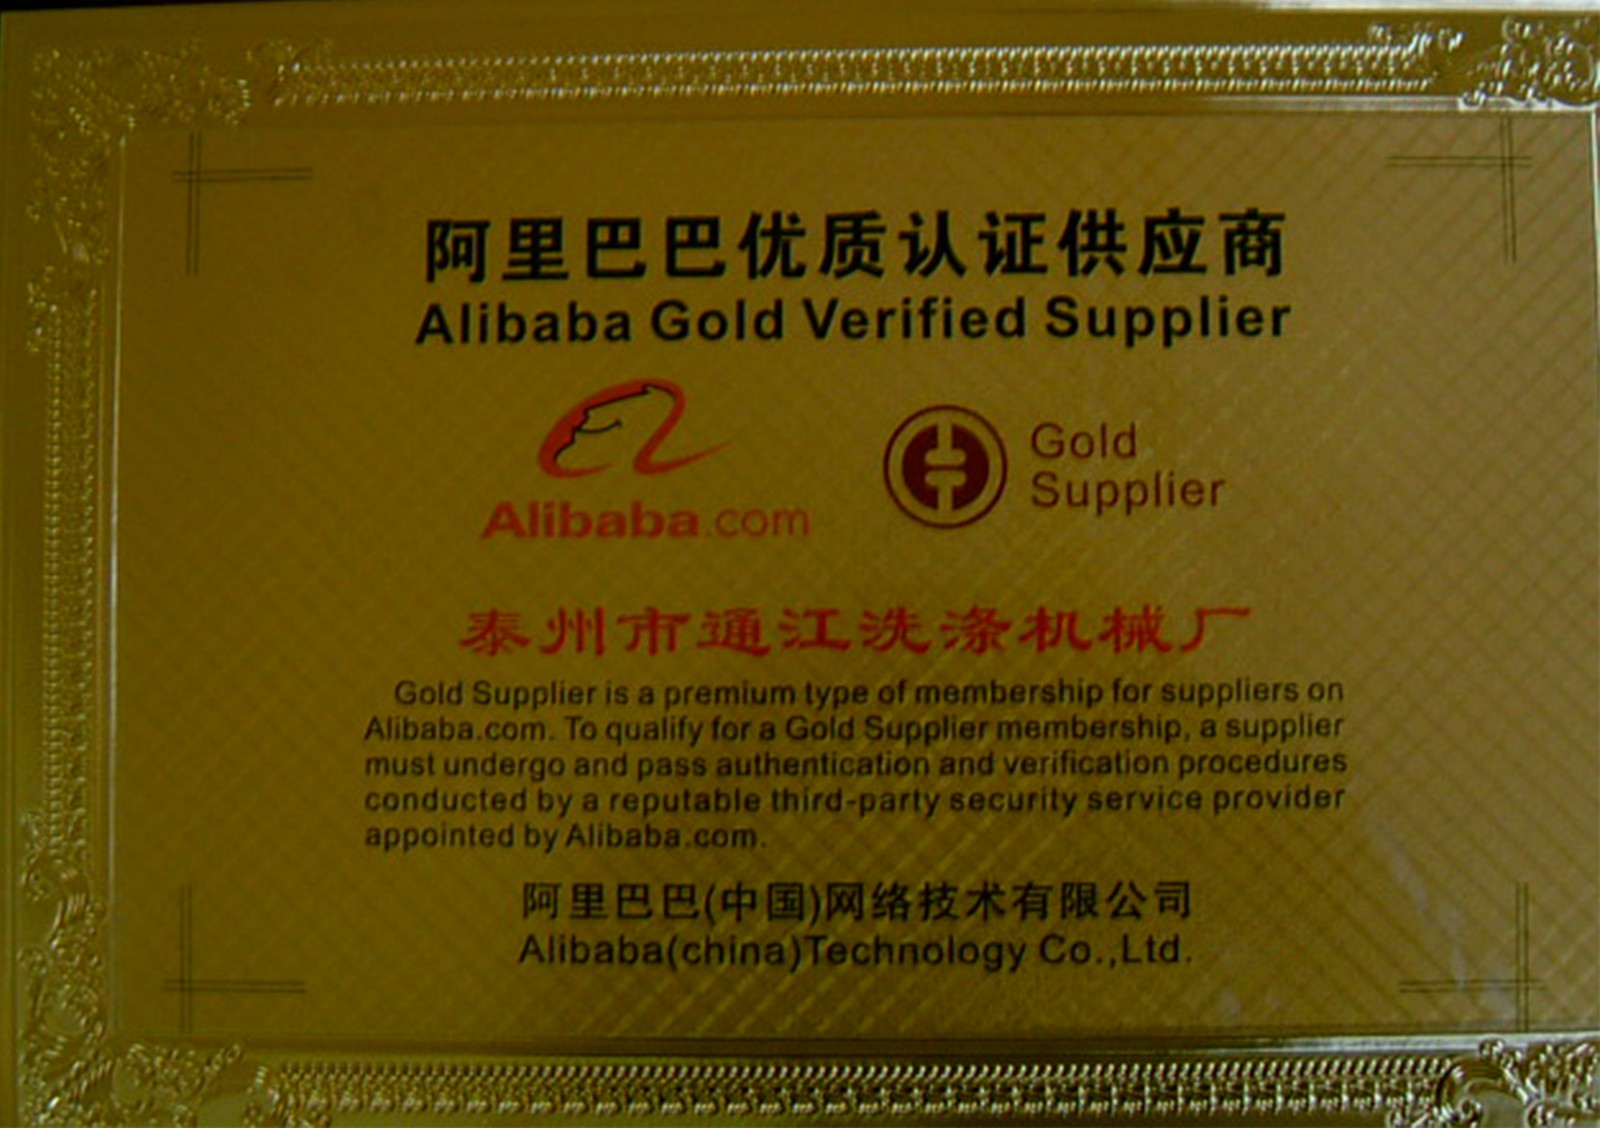 阿里巴巴优质认证供应商
Alibaba Gold Verified Supplier
Alibaba.com
Gold
Supplier
泰州市通江洗涤机械厂
Gold Supplier is a premium type of membership for suppliers on
Alibaba.com. To qualify for a Gold Supplier membership, a supplier
must undergo and pass authentication and verification procedures
conducted by a reputable third-party security service provider
appointed by Alibaba.com.
阿里巴巴(中国)网络技术有限公司
Alibaba(china)Technology Co.,Ltd.